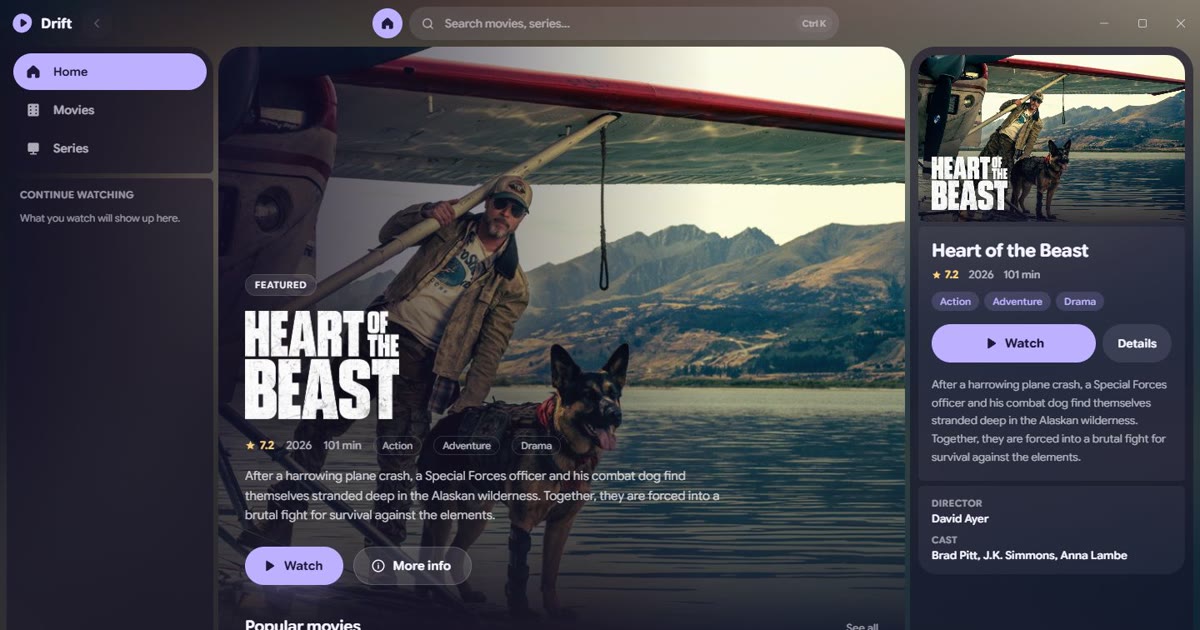 Drift
Search movies, series...
Ctrl K
Home
Movies
Series
CONTINUE WATCHING
What you watch will show up here.
FEATURED
HEART OF THE BEAST
7.2 2026 101 min Action Adventure Drama
After a harrowing plane crash, a Special Forces officer and his combat dog find
themselves stranded deep in the Alaskan wilderness. Together, they are forced into a
brutal fight for survival against the elements.
Watch
More info
Popular movies
See all
HEART OF THE BEAST
Heart of the Beast
7.2 2026 101 min
Action Adventure Drama
Watch
Details
After a harrowing plane crash, a Special Forces
officer and his combat dog find themselves
stranded deep in the Alaskan wilderness.
Together, they are forced into a brutal fight for
survival against the elements.
DIRECTOR
David Ayer
CAST
Brad Pitt, J.K. Simmons, Anna Lambe